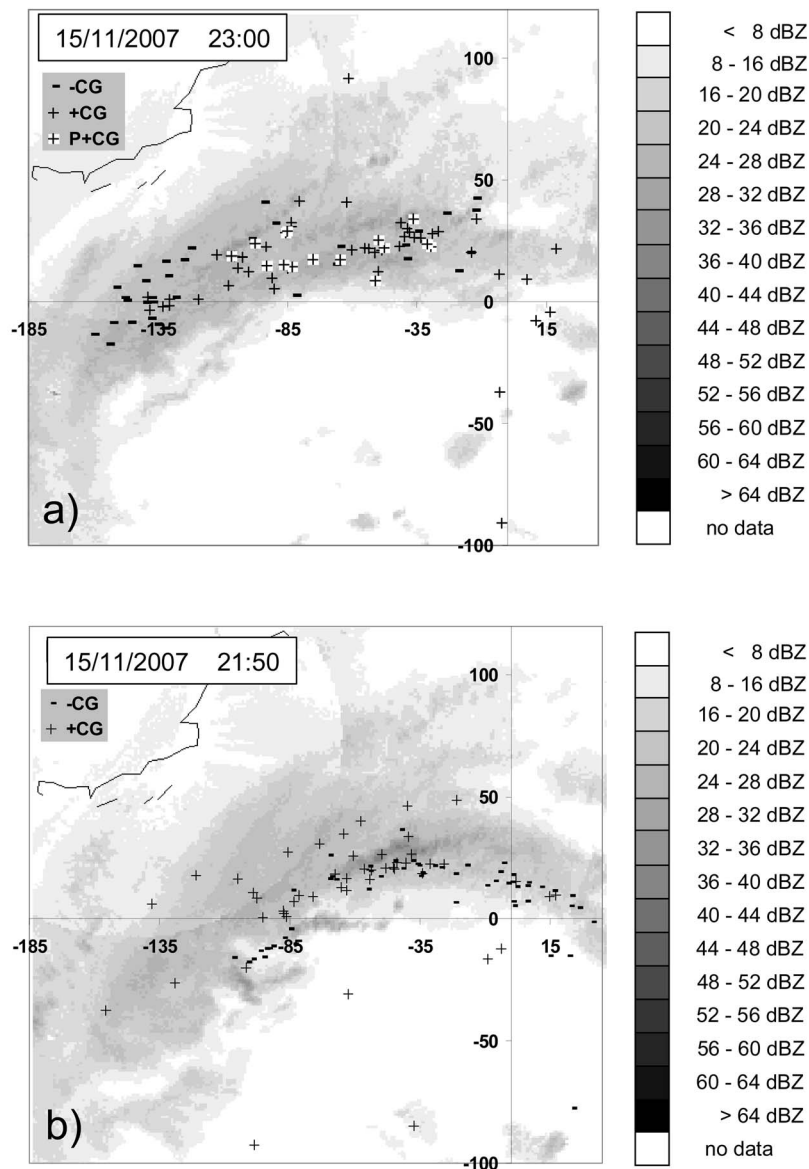 15/11/2007 23:00
-CG
+CG
P+CG
100
50
0
-185
-135
-85
-35
15
-50
-100
a)
< 8 dBZ
8 - 16 dBZ
16 - 20 dBZ
20 - 24 dBZ
24 - 28 dBZ
28 - 32 dBZ
32 - 36 dBZ
36 - 40 dBZ
40 - 44 dBZ
44 - 48 dBZ
48 - 52 dBZ
52 - 56 dBZ
56 - 60 dBZ
60 - 64 dBZ
> 64 dBZ
no data
15/11/2007 21:50
-CG
+CG
100
50
0
-185
-135
-85
-35
15
-50
-100
b)
< 8 dBZ
8 - 16 dBZ
16 - 20 dBZ
20 - 24 dBZ
24 - 28 dBZ
28 - 32 dBZ
32 - 36 dBZ
36 - 40 dBZ
40 - 44 dBZ
44 - 48 dBZ
48 - 52 dBZ
52 - 56 dBZ
56 - 60 dBZ
60 - 64 dBZ
> 64 dBZ
no data